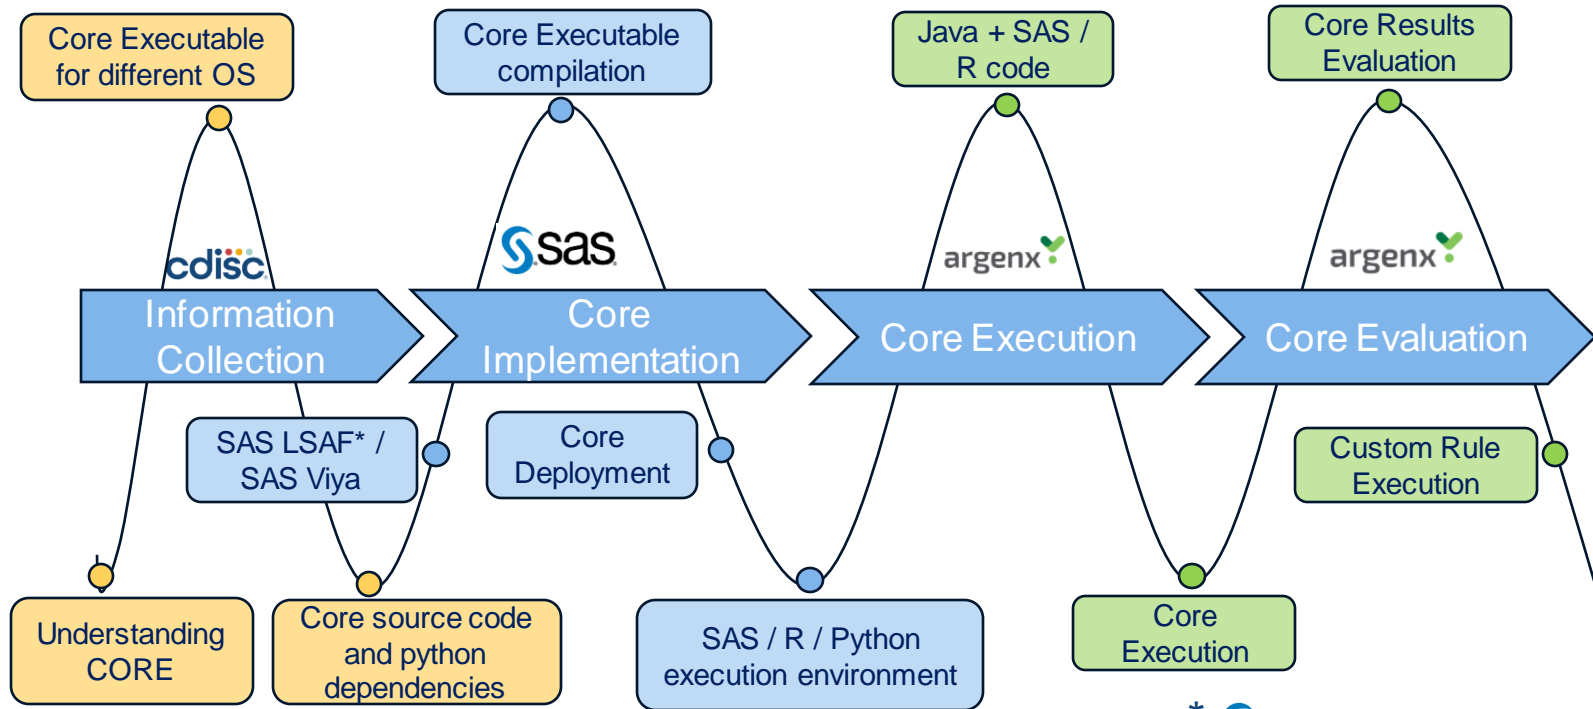 Core Executable
for different OS
Core Executable
compilation
Java + SAS /
R code
Core Results
Evaluation
cdisc
sas
argenx
argenx
Information
Collection
Core
Implementation
Core Execution
Core Evaluation
SAS LSAF* /
SAS Viya
Core
Deployment
Custom Rule
Execution
Understanding
CORE
Core source code
and python
dependencies
SAS / R / Python
execution environment
Core
Execution
*